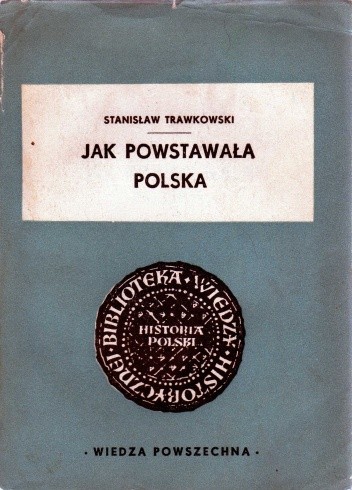 STANISŁAW TRAWKOWSKI
JAK POWSTAWAŁA
POLSKA
BIBLIOTEKA · WIEDZY · HISTORYCZNEJ ·
HISTORIA
POLSKI
· WIEDZA POWSZECHNA ·